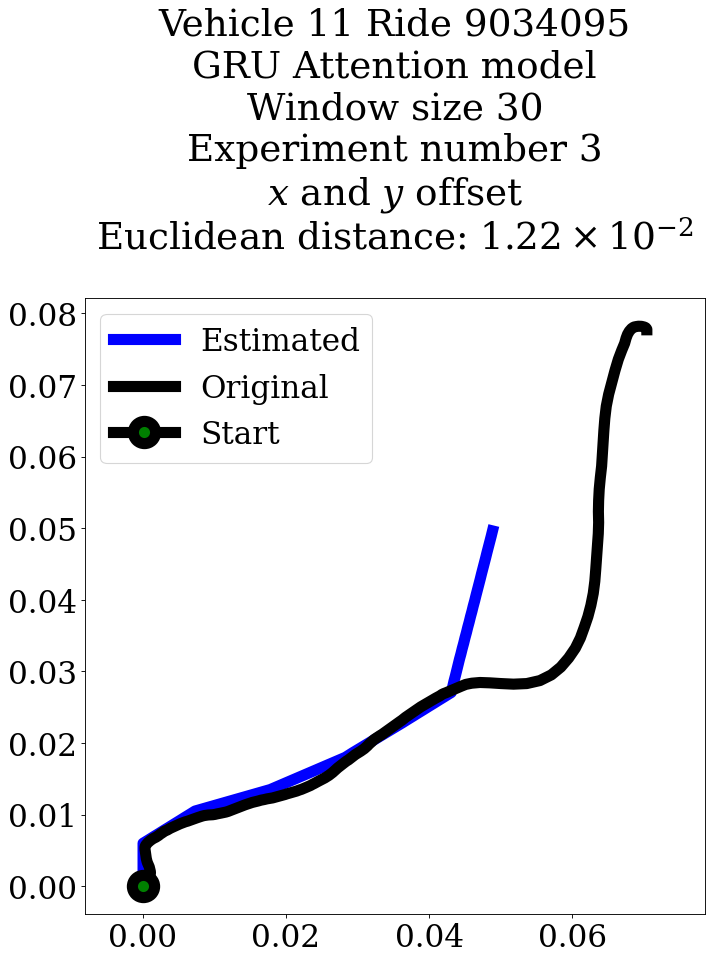 Vehicle 11 Ride 9034095
GRU Attention model
Window size 30
Experiment number 3
x and y offset
Euclidean distance: 1.22 × 10⁻²
0.08
0.07
0.06
0.05
0.04
0.03
0.02
0.01
0.00
Estimated
Original
Start
0.00 0.02 0.04 0.06